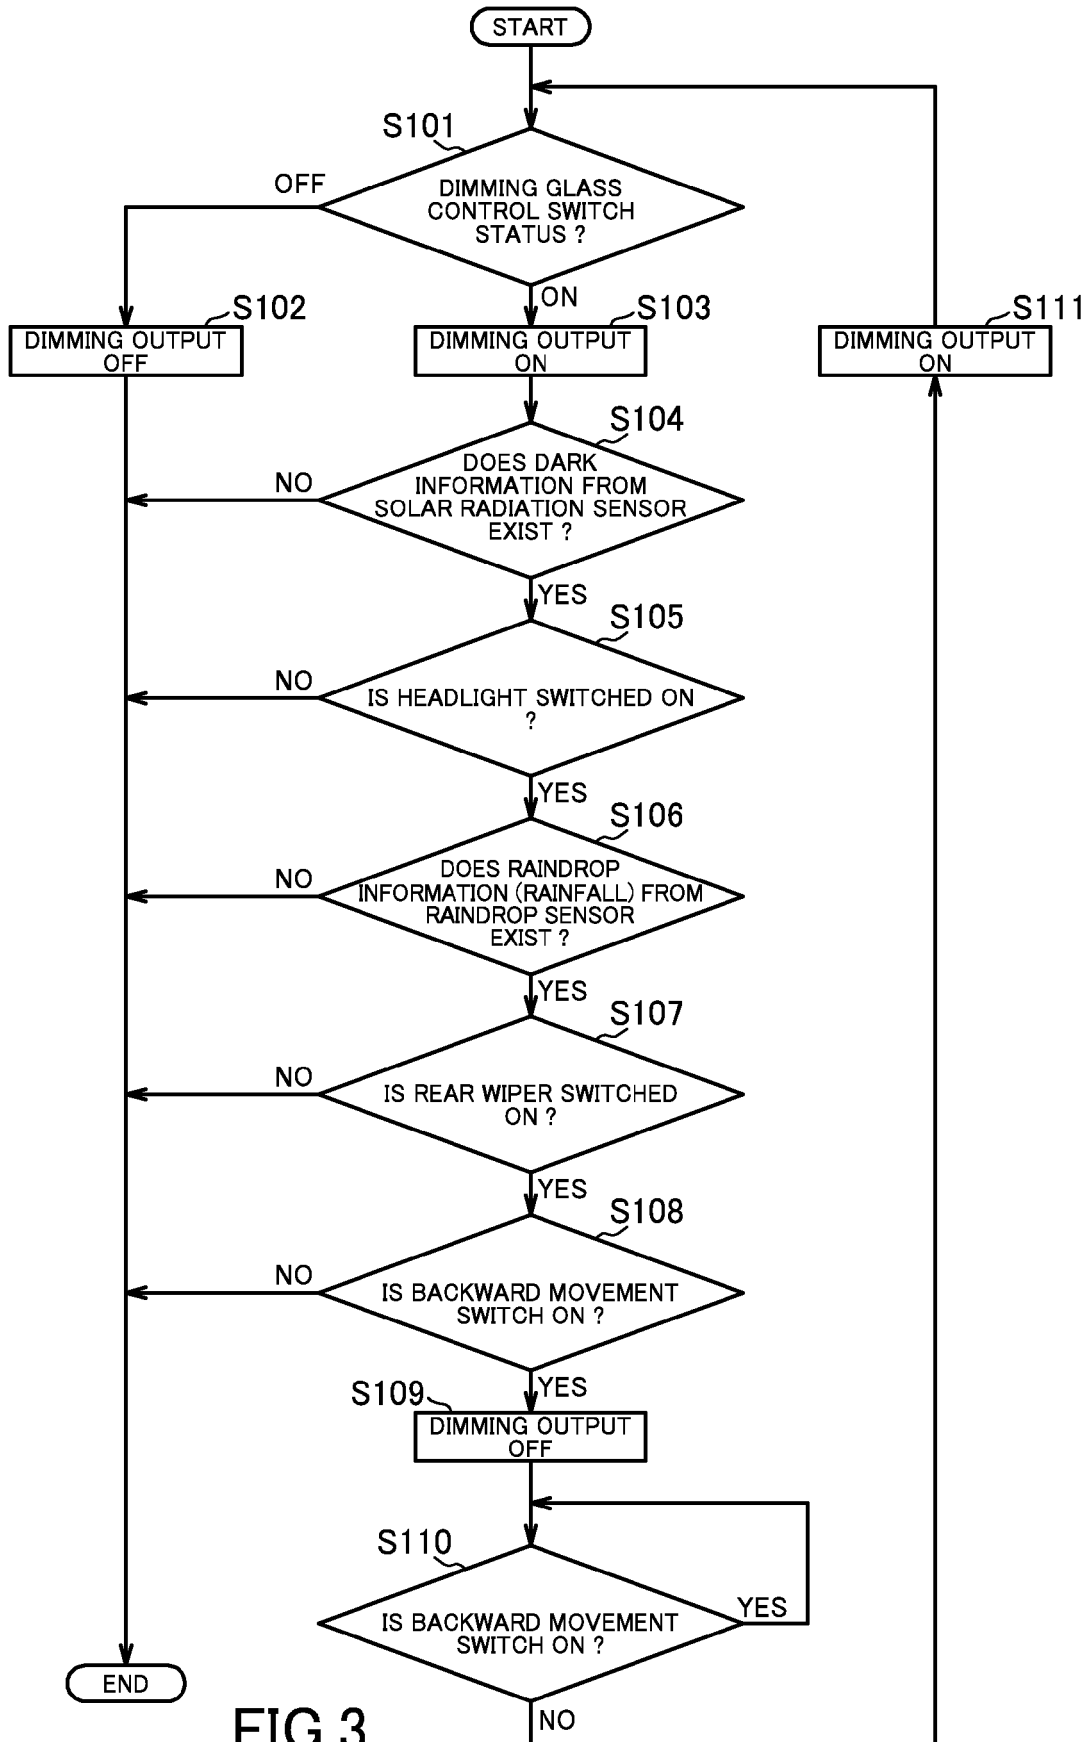 START
S101
OFF
DIMMING GLASS
CONTROL SWITCH
STATUS ?
ON
S102
DIMMING OUTPUT
OFF
S103
DIMMING OUTPUT
ON
S111
DIMMING OUTPUT
ON
S104
DOES DARK
INFORMATION FROM
SOLAR RADIATION SENSOR
EXIST ?
NO
YES
S105
IS HEADLIGHT SWITCHED ON
?
NO
YES
S106
DOES RAINDROP
INFORMATION (RAINFALL) FROM
RAINDROP SENSOR
EXIST ?
NO
YES
S107
IS REAR WIPER SWITCHED
ON ?
NO
YES
S108
IS BACKWARD MOVEMENT
SWITCH ON ?
NO
YES
S109
DIMMING OUTPUT
OFF
S110
IS BACKWARD MOVEMENT
SWITCH ON ?
YES
NO
END
FIG.3